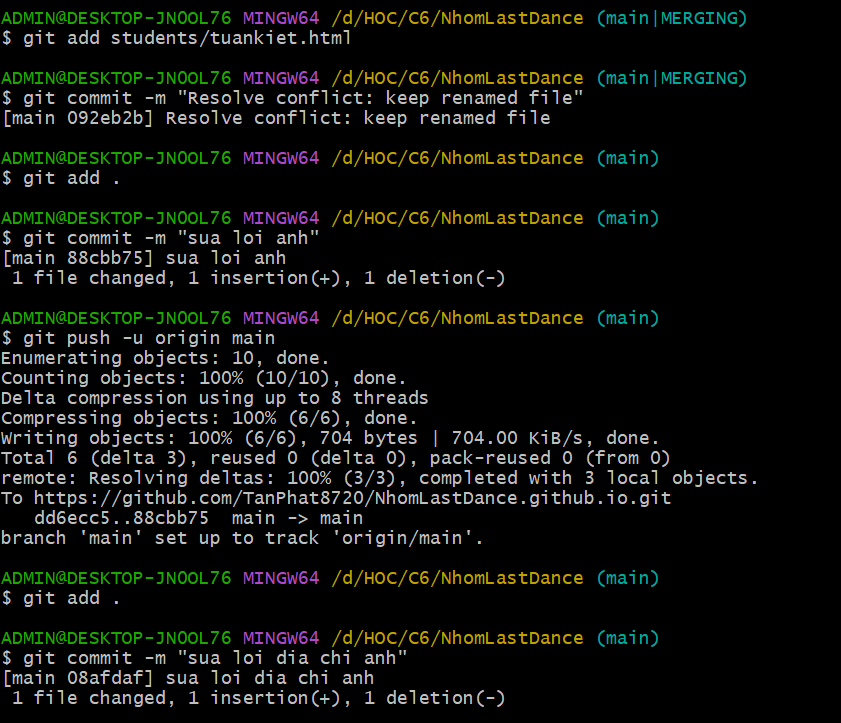 ADMIN@DESKTOP-JNOOL76 MINGW64 /d/HOC/C6/NhomLastDance (main|MERGING)
$ git add students/tuankiet.html
ADMIN@DESKTOP-JNOOL76 MINGW64 /d/HOC/C6/NhomLastDance (main|MERGING)
$ git commit -m "Resolve conflict: keep renamed file"
[main 092eb2b] Resolve conflict: keep renamed file
ADMIN@DESKTOP-JNOOL76 MINGW64 /d/HOC/C6/NhomLastDance (main)
$ git add .
ADMIN@DESKTOP-JNOOL76 MINGW64 /d/HOC/C6/NhomLastDance (main)
$ git commit -m "sua loi anh"
[main 88cbb75] sua loi anh
 1 file changed, 1 insertion(+), 1 deletion(-)
ADMIN@DESKTOP-JNOOL76 MINGW64 /d/HOC/C6/NhomLastDance (main)
$ git push -u origin main
Enumerating objects: 10, done.
Counting objects: 100% (10/10), done.
Delta compression using up to 8 threads
Compressing objects: 100% (6/6), done.
Writing objects: 100% (6/6), 704 bytes | 704.00 KiB/s, done.
Total 6 (delta 3), reused 0 (delta 0), pack-reused 0 (from 0)
remote: Resolving deltas: 100% (3/3), completed with 3 local objects.
To https://github.com/TanPhat8720/NhomLastDance.github.io.git
   dd6ecc5..88cbb75  main -> main
branch 'main' set up to track 'origin/main'.
ADMIN@DESKTOP-JNOOL76 MINGW64 /d/HOC/C6/NhomLastDance (main)
$ git add .
ADMIN@DESKTOP-JNOOL76 MINGW64 /d/HOC/C6/NhomLastDance (main)
$ git commit -m "sua loi dia chi anh"
[main 08afdaf] sua loi dia chi anh
 1 file changed, 1 insertion(+), 1 deletion(-)